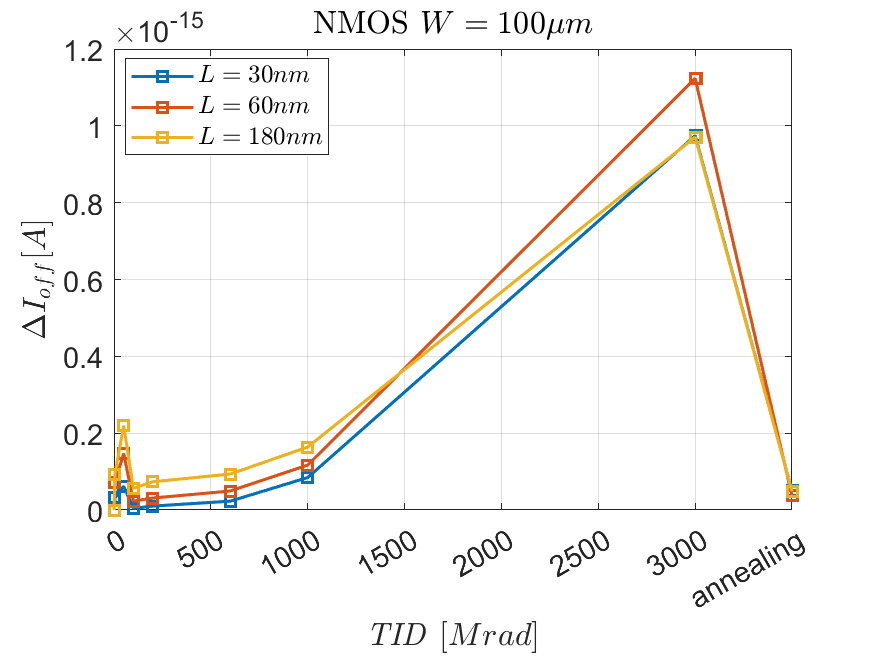 ×10^-15
NMOS W = 100μm
L = 30nm
L = 60nm
L = 180nm
1.2
1
0.8
0.6
0.4
0.2
0
ΔI_off[A]
0
500
1000
1500
2000
2500
3000
annealing
TID [Mrad]